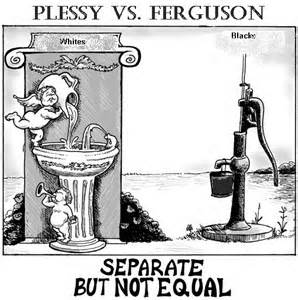 PLESSY VS. FERGUSON
Whites
Blacks
SEPARATE
BUT NOT EQUAL